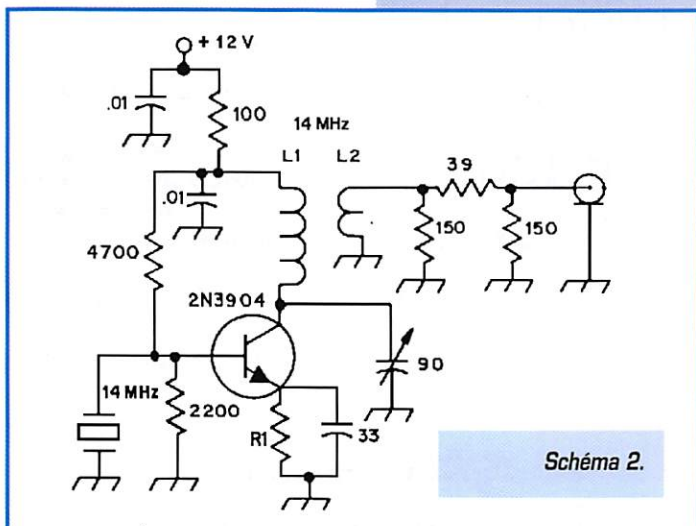 + 12 V
.01
100
14 MHz
L1
L2
39
.01
150
150
4700
2N3904
90
14 MHz
2200
R1
33
Schéma 2.